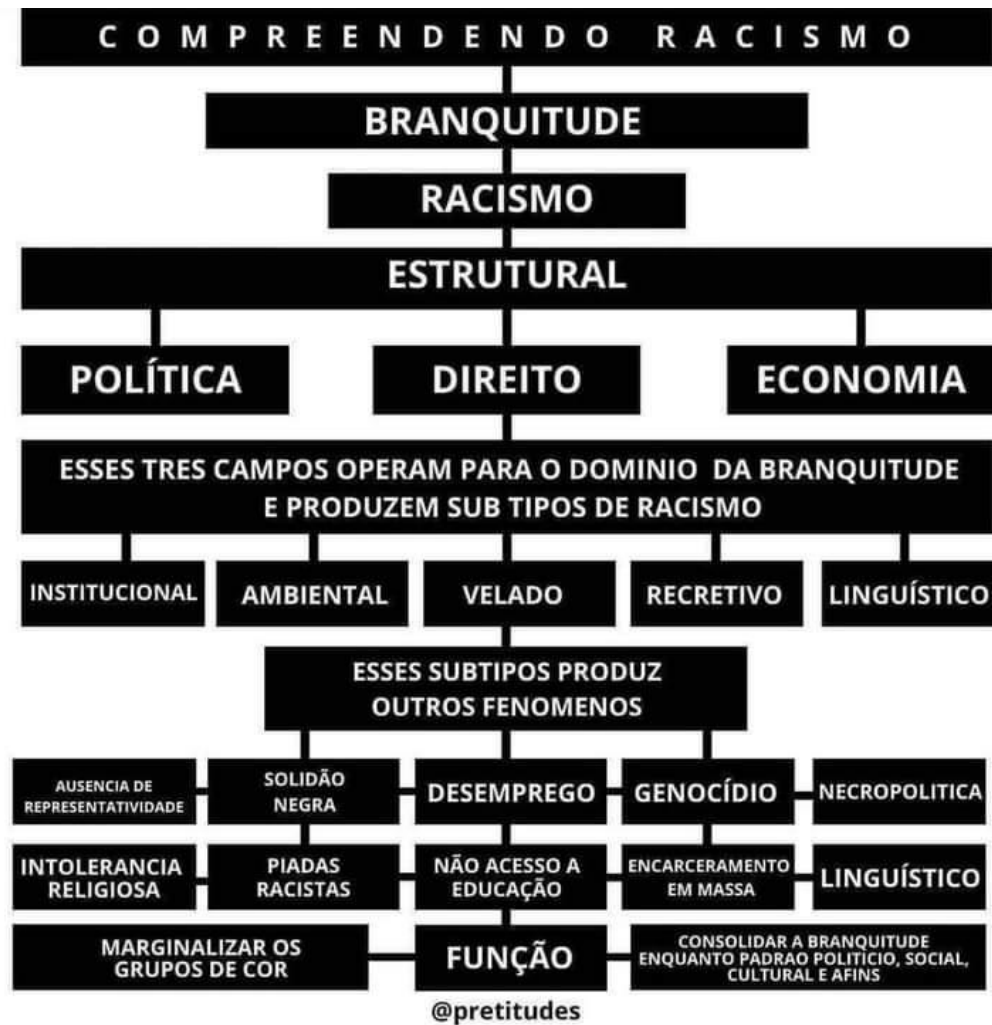 COMPREENDENDO RACISMO
BRANQUITUDE
RACISMO
ESTRUTURAL
POLÍTICA
DIREITO
ECONOMIA
ESSES TRES CAMPOS OPERAM PARA O DOMINIO DA BRANQUITUDE
E PRODUZEM SUB TIPOS DE RACISMO
INSTITUCIONAL
AMBIENTAL
VELADO
RECRETIVO
LINGUÍSTICO
ESSES SUBTIPOS PRODUZ
OUTROS FENOMENOS
AUSENCIA DE
REPRESENTATIVIDADE
SOLIDÃO
NEGRA
DESEMPREGO
GENOCÍDIO
NECROPOLITICA
INTOLERANCIA
RELIGIOSA
PIADAS
RACISTAS
NÃO ACESSO A
EDUCAÇÃO
ENCARCERAMENTO
EM MASSA
LINGUÍSTICO
MARGINALIZAR OS
GRUPOS DE COR
FUNÇÃO
CONSOLIDAR A BRANQUITUDE
ENQUANTO PADRAO POLITÍCIO, SOCIAL,
CULTURAL E AFINS
@pretitudes